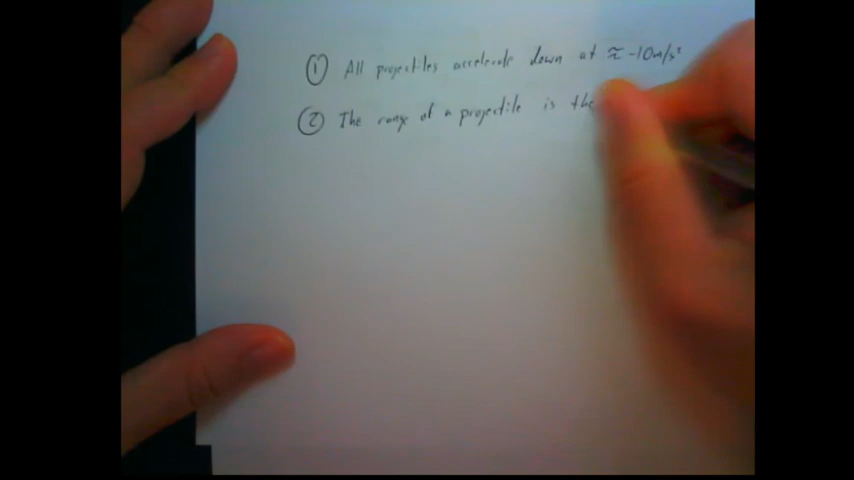 ① All projectiles accelerate down at ≈ -10m/s²
② The range of a projectile is the